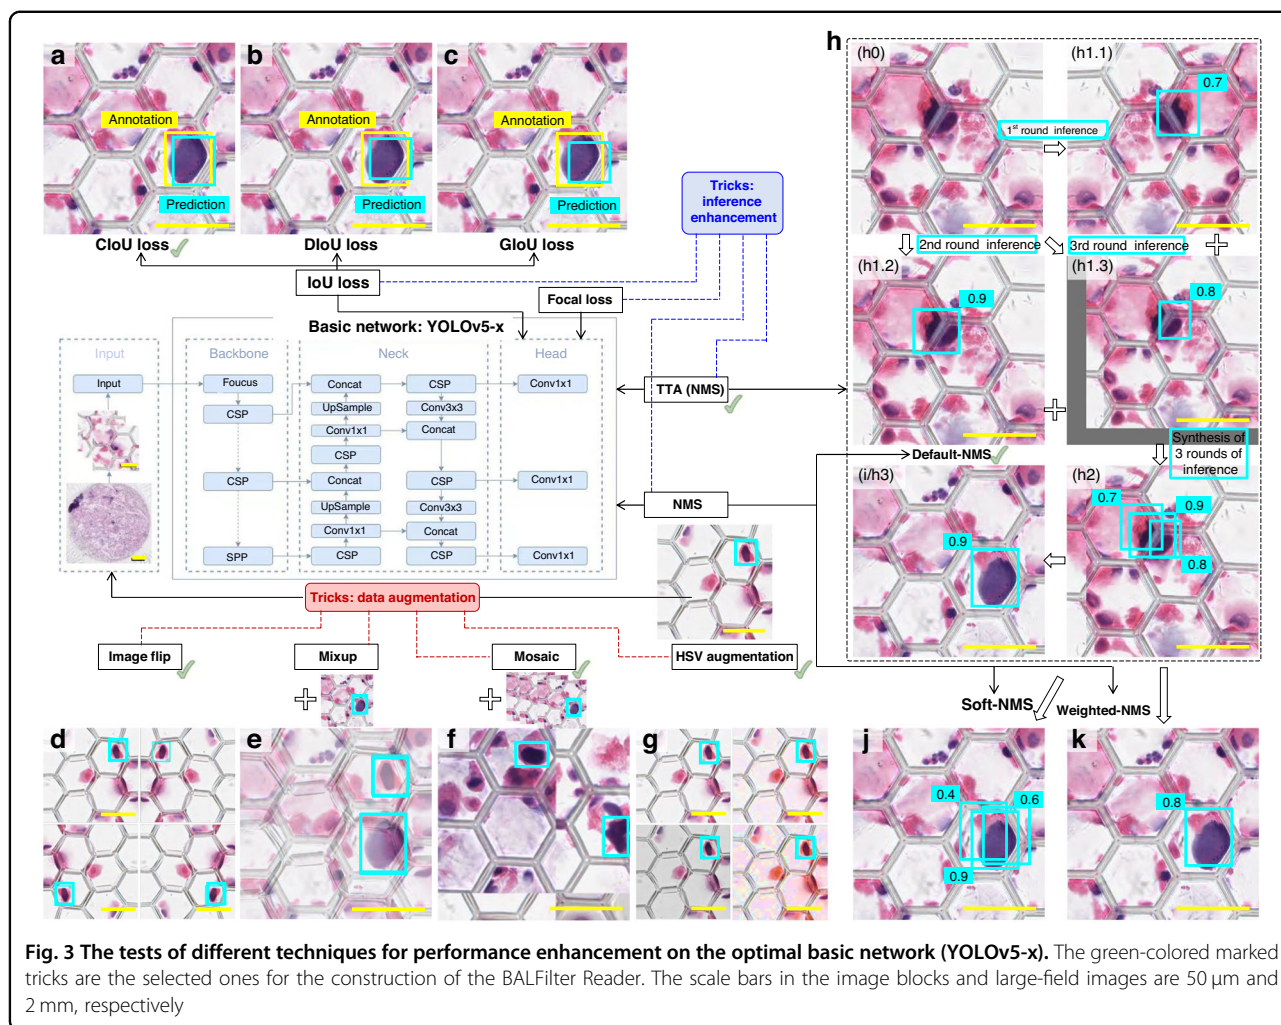 a
b
c
Annotation
Annotation
Annotation
Prediction
Prediction
Prediction
CIoU loss
DIoU loss
GIoU loss
IoU loss
Focal loss
Tricks:
inference
enhancement
Basic network: YOLOv5-x
Input
Backbone
Neck
Head
Input
Foucus
CSP
CSP
SPP
Concat
UpSample
Conv1x1
CSP
Concat
UpSample
Conv1x1
CSP
CSP
Conv3x3
Concat
CSP
Conv3x3
Concat
CSP
Conv1x1
Conv1x1
Conv1x1
TTA (NMS)
NMS
Tricks: data augmentation
Image flip
Mixup
Mosaic
HSV augmentation
h
(h0)
(h1.1)
0.7
1st round inference
2nd round inference
3rd round inference
(h1.2)
0.9
(h1.3)
0.8
Default-NMS
Synthesis of
3 rounds of
inference
(i/h3)
0.9
(h2)
0.7
0.9
0.8
Soft-NMS
Weighted-NMS
d
e
f
g
j
0.4
0.6
0.9
k
0.8
Fig. 3 The tests of different techniques for performance enhancement on the optimal basic network (YOLOv5-x). The green-colored marked
tricks are the selected ones for the construction of the BALFilter Reader. The scale bars in the image blocks and large-field images are 50 μm and
2 mm, respectively